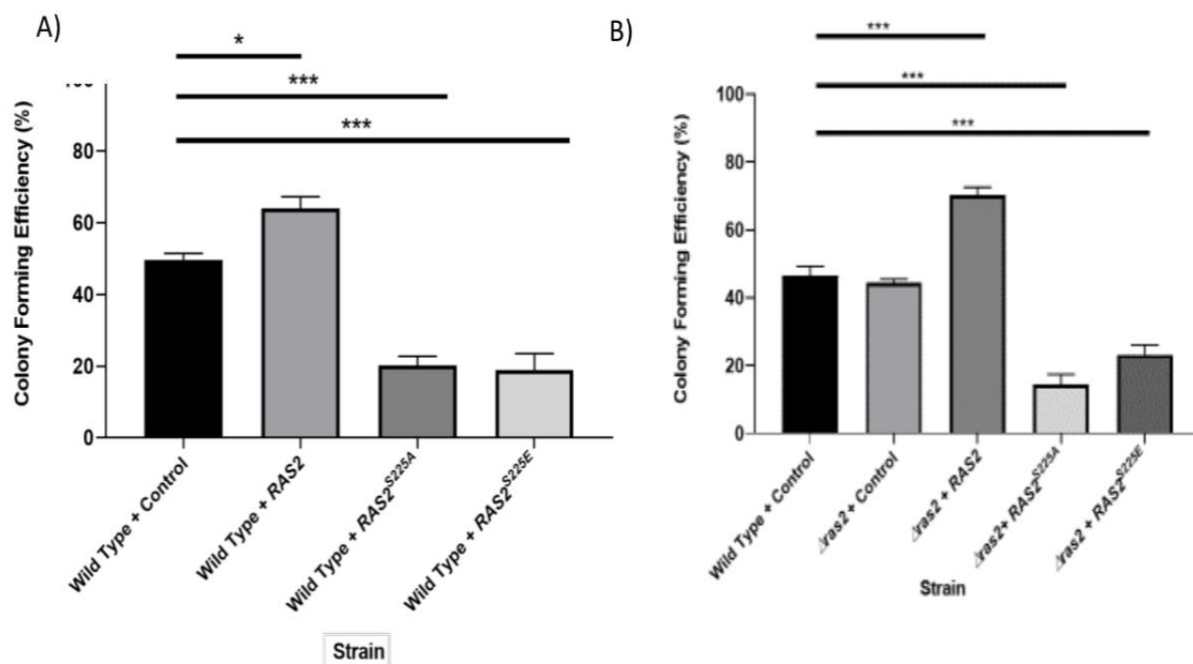 A)
*
***
***
100
80
60
40
20
0
Colony Forming Efficiency (%)
Wild Type + Control
Wild Type + RAS2
Wild Type + RAS2S225A
Wild Type + RAS2S225E
Strain
B)
***
***
***
100
80
60
40
20
0
Colony Forming Efficiency (%)
Wild Type + Control
Δras2 + Control
Δras2 + RAS2
Δras2+ RAS2S225A
Δras2 + RAS2S225E
Strain